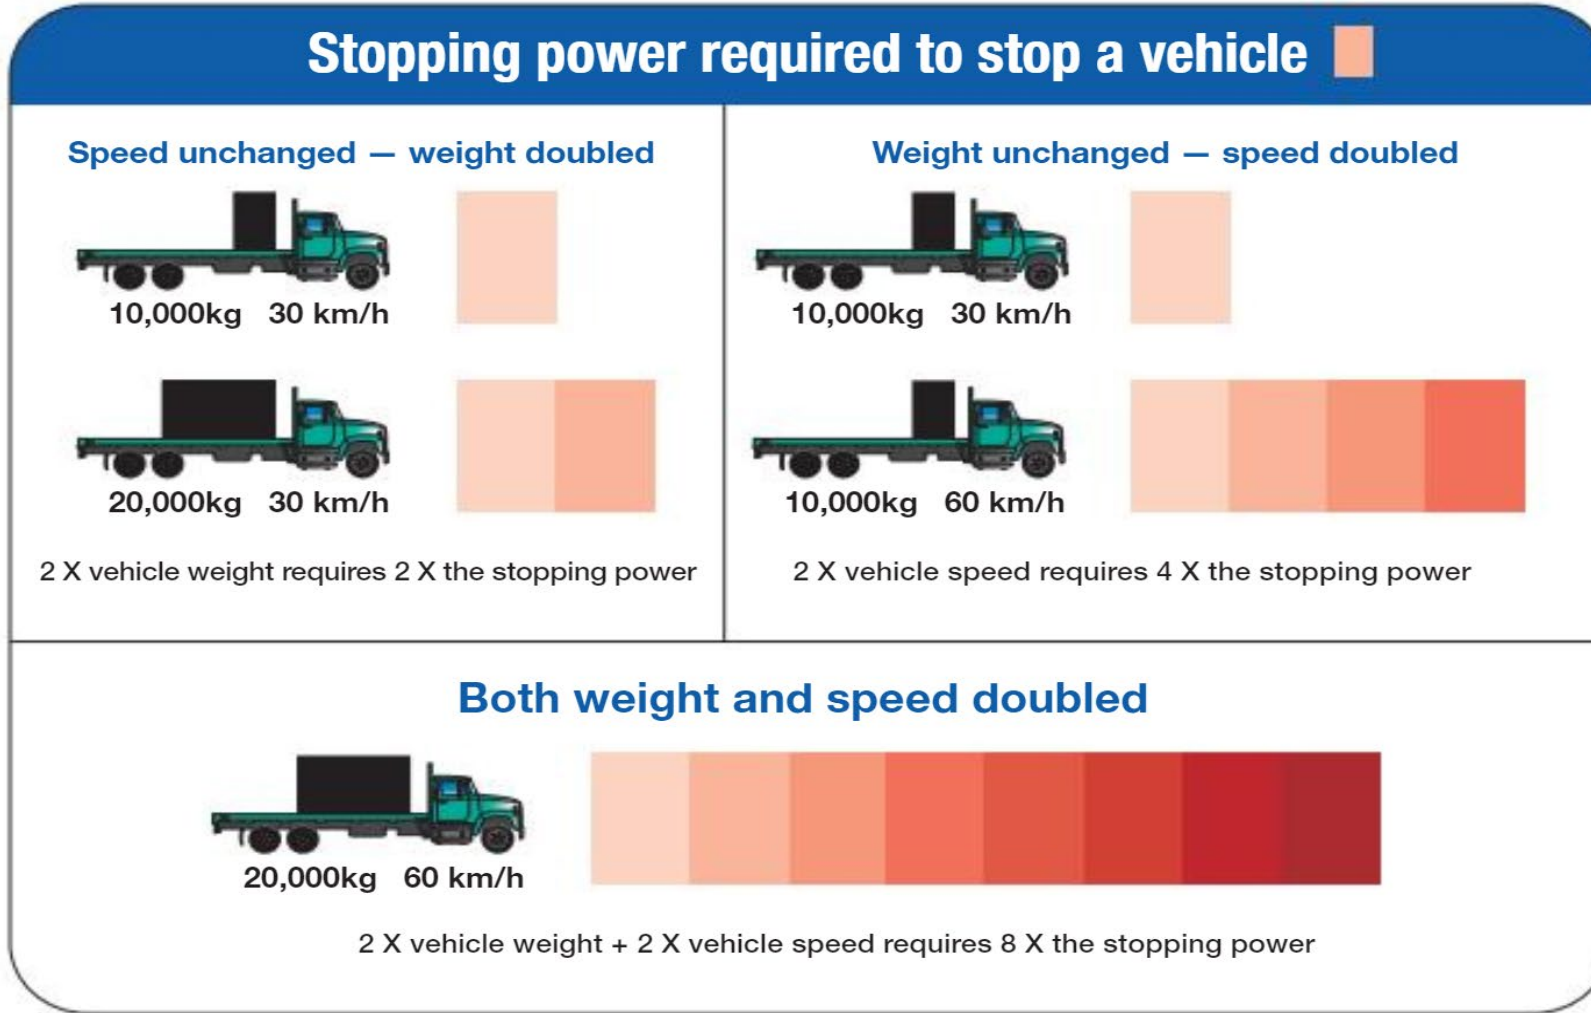 Stopping power required to stop a vehicle
Speed unchanged — weight doubled
10,000kg 30 km/h
20,000kg 30 km/h
2 X vehicle weight requires 2 X the stopping power
Weight unchanged — speed doubled
10,000kg 30 km/h
10,000kg 60 km/h
2 X vehicle speed requires 4 X the stopping power
Both weight and speed doubled
20,000kg 60 km/h
2 X vehicle weight + 2 X vehicle speed requires 8 X the stopping power